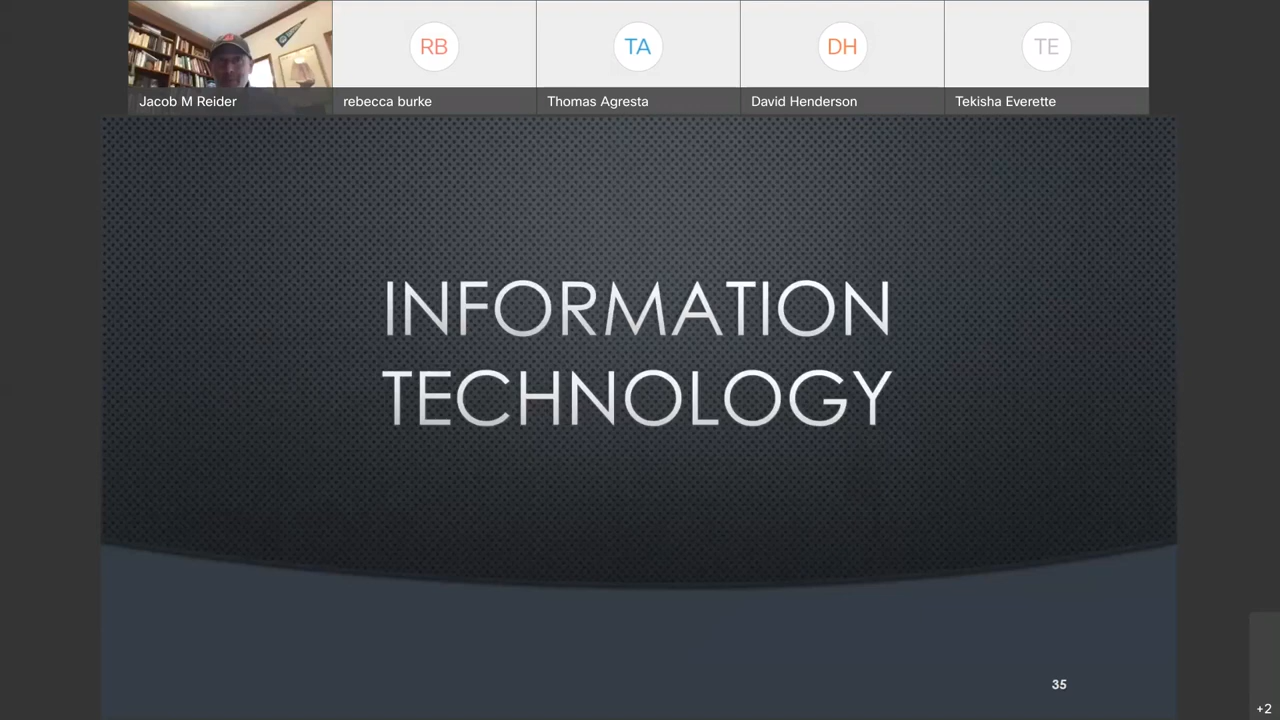 RB
TA
DH
TE
Jacob M Reider
rebecca burke
Thomas Agresta
David Henderson
Tekisha Everette
INFORMATION
TECHNOLOGY
35
+2